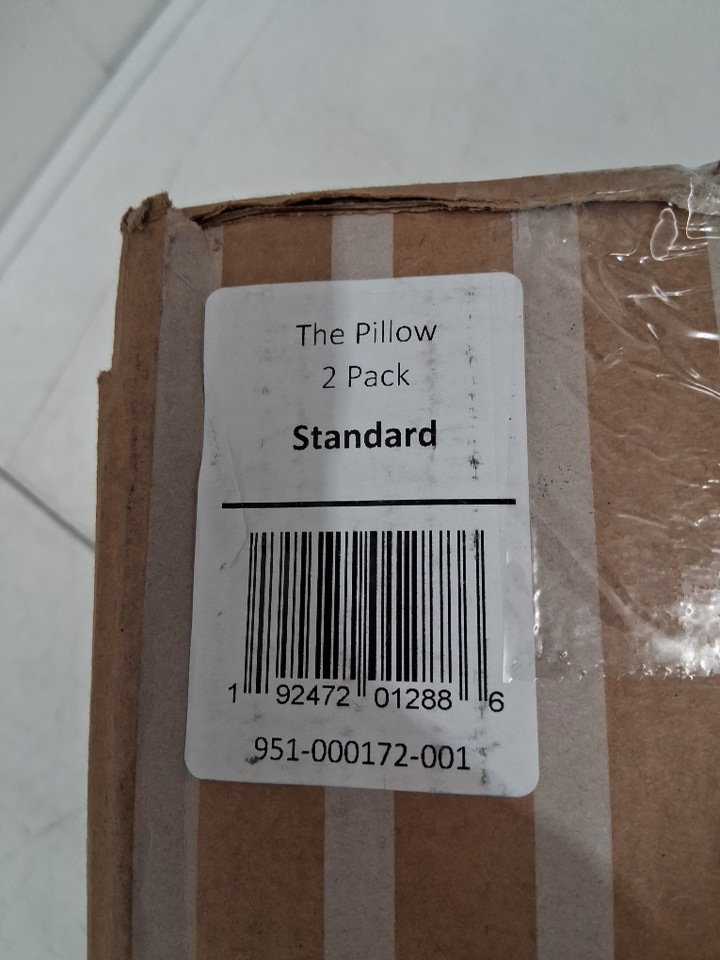 The Pillow
2 Pack
Standard
1 92472 01288 6
951-000172-001